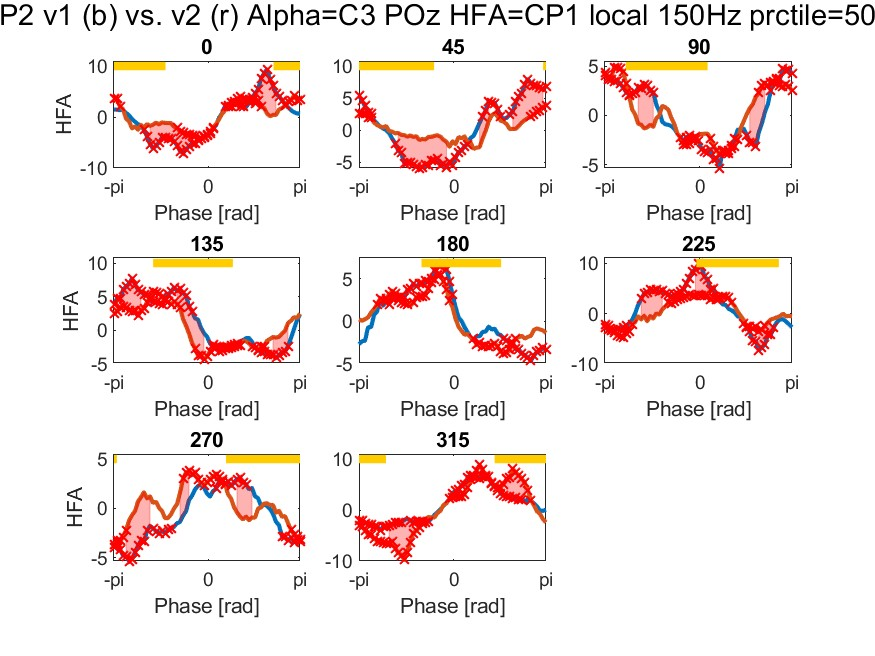 P2 v1 (b) vs. v2 (r) Alpha=C3 POz HFA=CP1 local 150Hz prctile=50
0 45 90
10 10 5
5
0 0 0
-5
-10 -5
-pi 0 pi -pi 0 pi -pi 0 pi
HFA
Phase [rad] Phase [rad] Phase [rad]
135 180 225
10 5 10
5
0 0 0
-5 -5 -10
-pi 0 pi -pi 0 pi -pi 0 pi
HFA
Phase [rad] Phase [rad] Phase [rad]
270 315
5 10
0 0
-5 -10
-pi 0 pi -pi 0 pi
HFA
Phase [rad] Phase [rad]